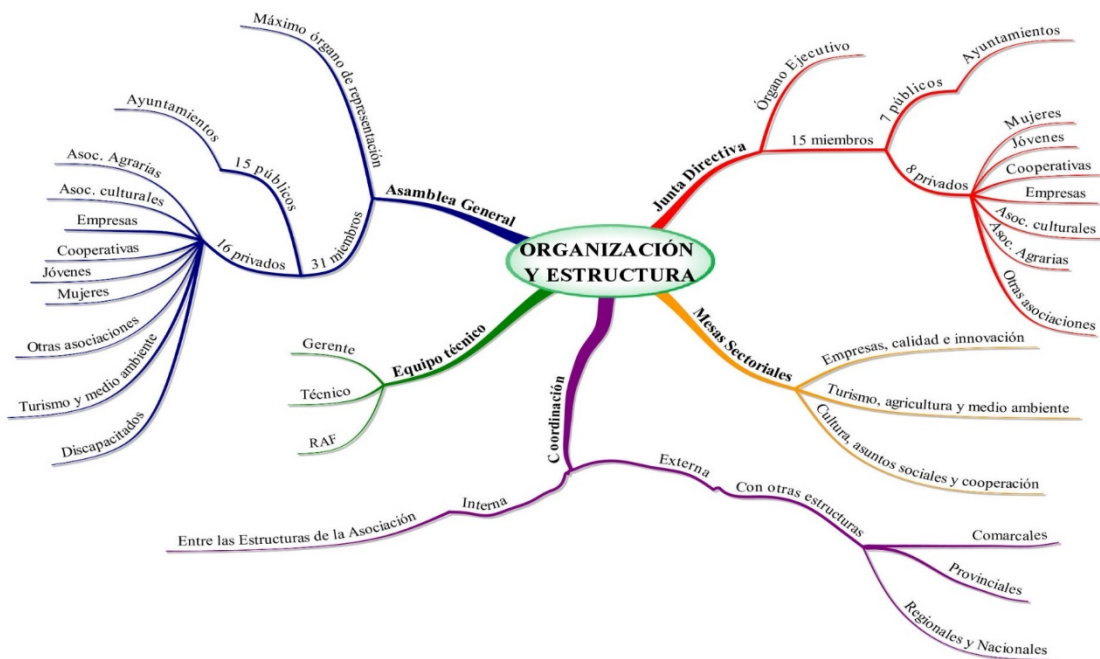 ORGANIZACIÓN
Y ESTRUCTURA
Asamblea General
Máximo órgano de representación
31 miembros
15 públicos
Ayuntamientos
16 privados
Asoc. Agrarias
Asoc. culturales
Empresas
Cooperativas
Jóvenes
Mujeres
Otras asociaciones
Turismo y medio ambiente
Discapacitados
Junta Directiva
Órgano Ejecutivo
15 miembros
7 públicos
Ayuntamientos
8 privados
Mujeres
Jóvenes
Cooperativas
Empresas
Asoc. culturales
Asoc. Agrarias
Otras asociaciones
Mesas Sectoriales
Empresas, calidad e innovación
Turismo, agricultura y medio ambiente
Cultura, asuntos sociales y cooperación
Coordinación
Externa
Con otras estructuras
Comarcales
Provinciales
Regionales y Nacionales
Interna
Entre las Estructuras de la Asociación
Equipo técnico
Gerente
Técnico
RAF